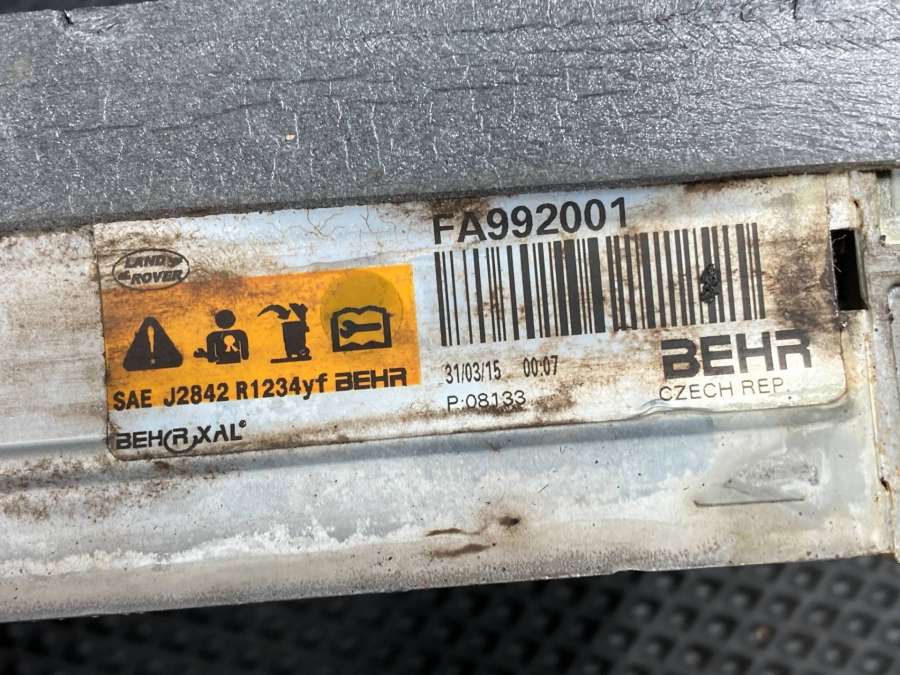 FA992001
LAND ROVER
SAE J2842 R1234yf BEHR
31/03/15 00:07
BEHR
P.08133
CZECH REP.
BEHR XAL®